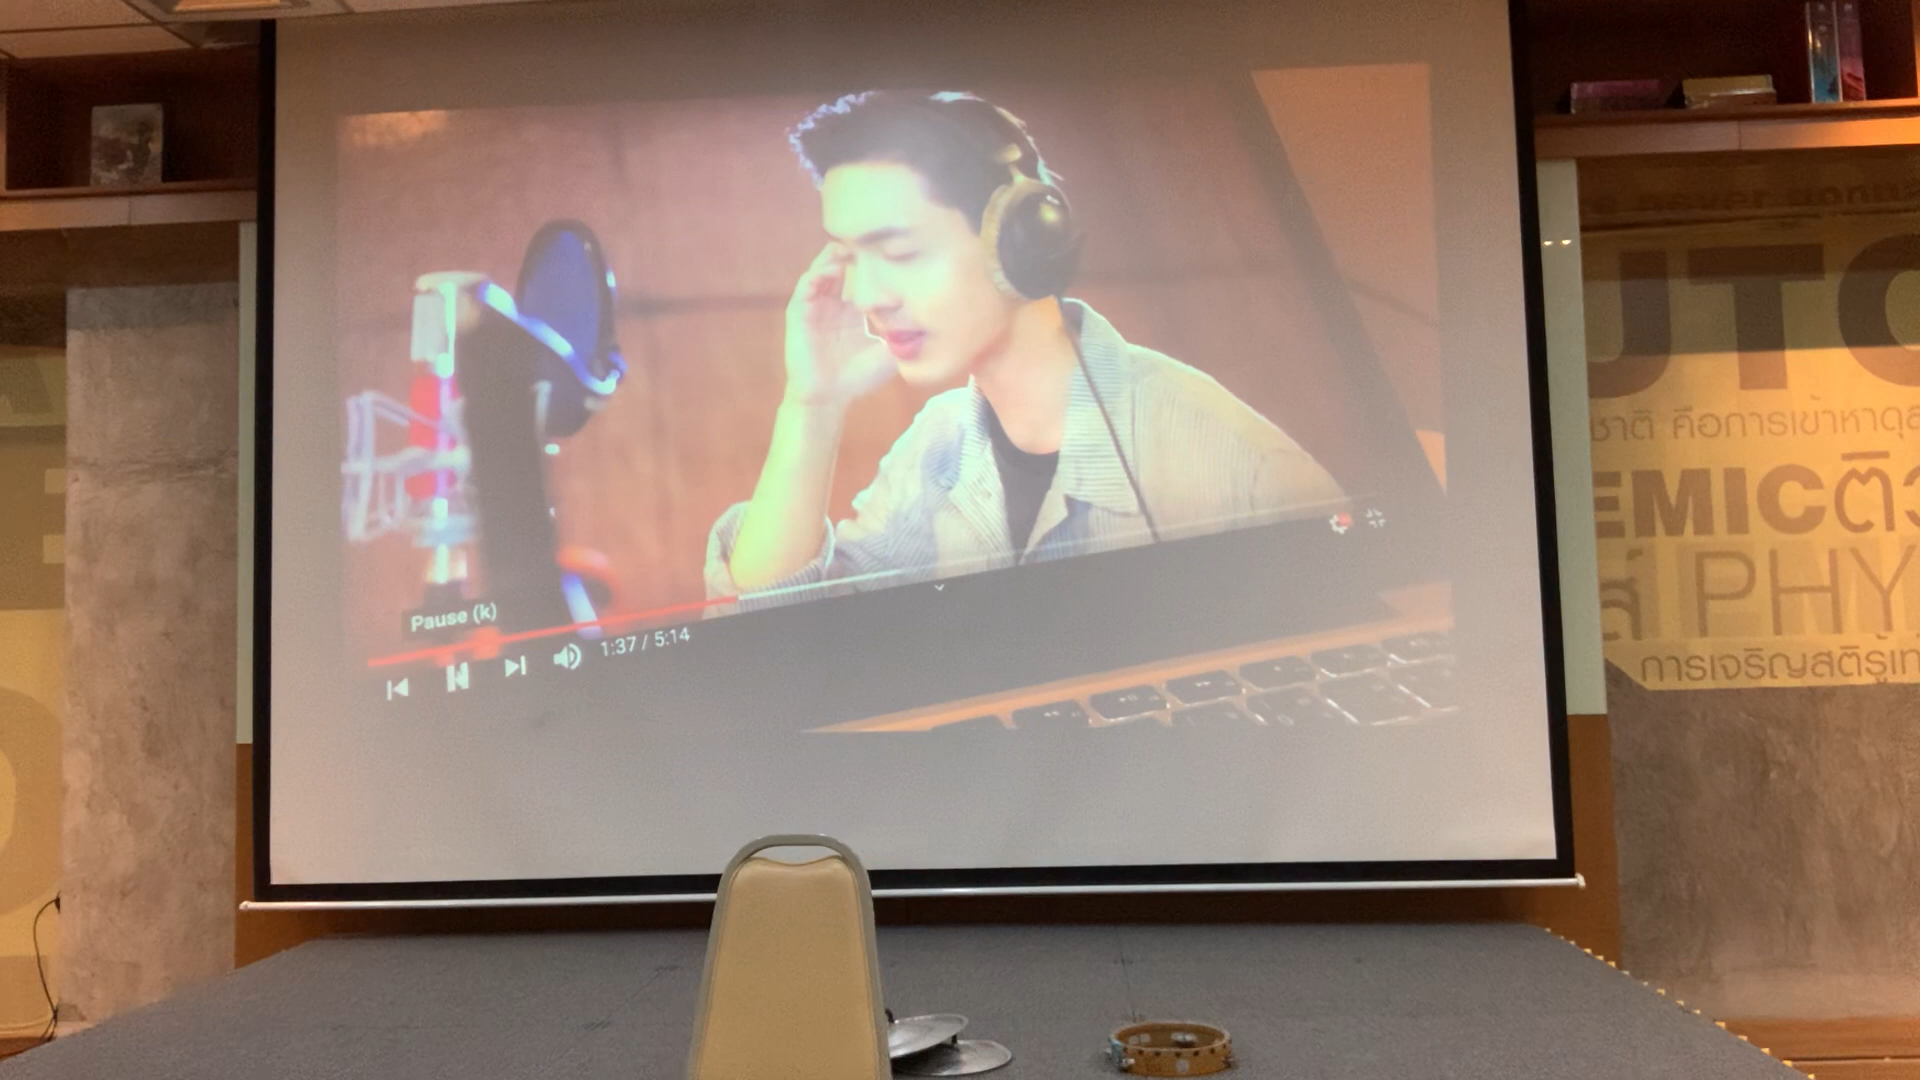 Pause (k)
1:37 / 5:14
UTO
ชาติ คือการเข้าหาดุล
EMICติว
PHY
การเจริญสติรู้เท่